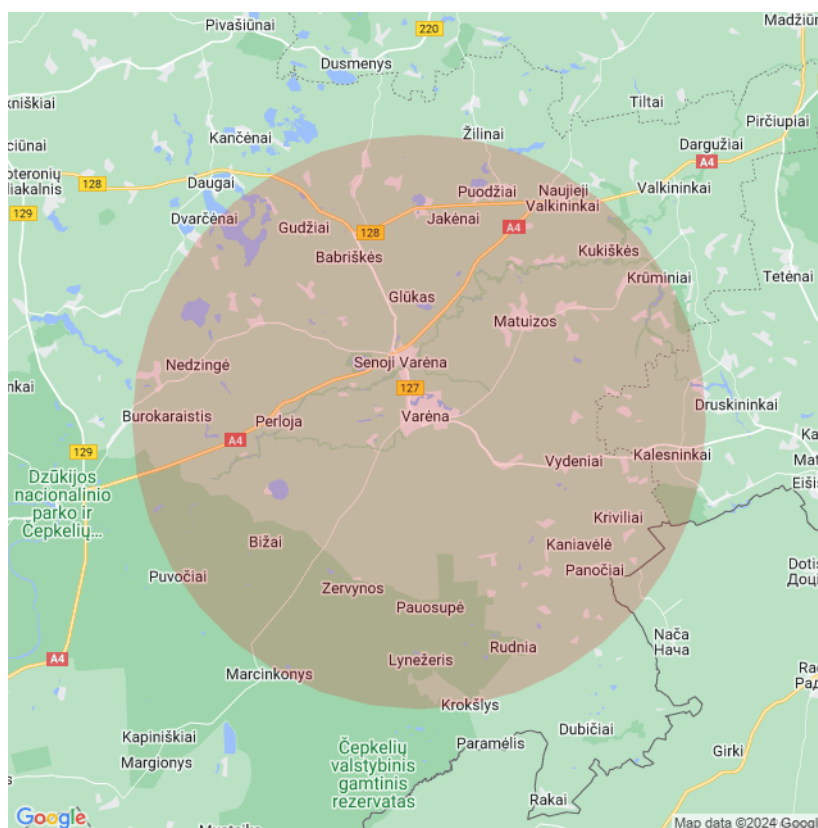 Pivašiūnai
220
Madžiūn
Dusmenys
kniškiai
Tiltai
Pirčiupiai
Kančėnai
Žilinai
Dargužiai
ciūnai
A4
oteronių
liakalnis
128
Daugai
Puodžiai
Naujieji
Valkininkai
Valkininkai
129
Dvarčėnai
Gudžiai
128
Jakėnai
A4
Babriškės
Kukiškės
Krūminiai
Tetėnai
Glūkas
Matuizos
Senoji Varėna
Nedzingė
nkai
127
Druskininkai
Burokaraistis
Perloja
Varėna
A4
129
Vydeniai
Kalesninkai
Ka
Mat
Eišiš
Dzūkijos
nacionalinio
parko ir
Čepkelių...
Kriviliai
Bižai
Kaniavėlė
Panočiai
Dotis
Доці
Puvočiai
Zervynos
Pauosupė
Nača
Нача
Rudnia
A4
Lynežeris
Marcinkonys
Rad
Рад
Krokšlys
Kapiniškiai
Dubičiai
Margionys
Čepkelių
valstybinis
gamtinis
rezervatas
Paramėlis
Girki
Rakai
Google
Map data ©2024 Google